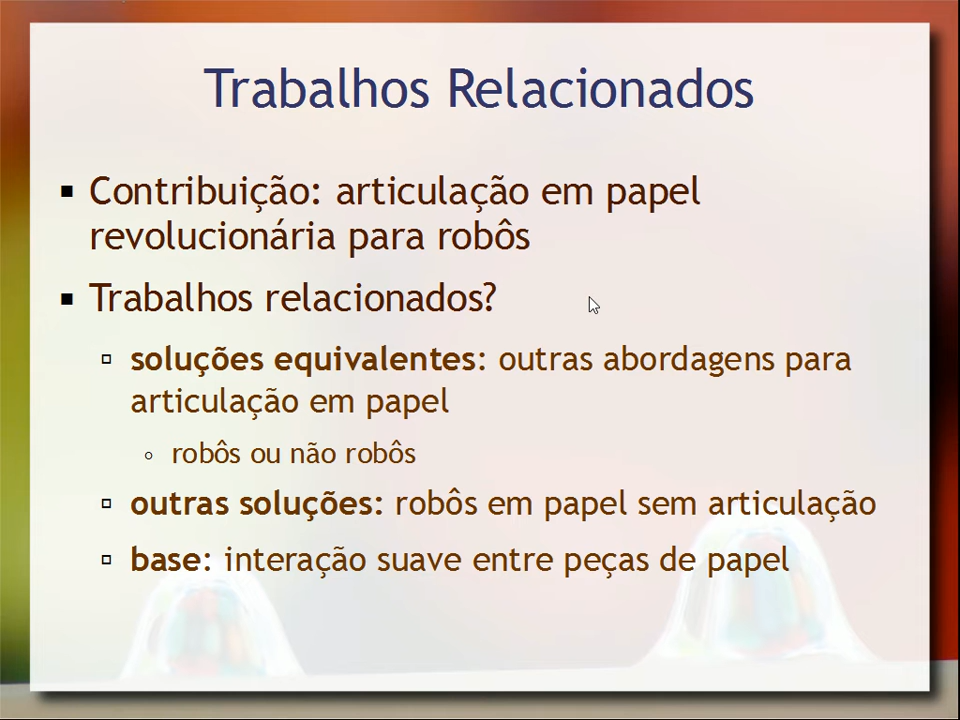 Trabalhos Relacionados
Contribuição: articulação em papel
revolucionária para robôs
Trabalhos relacionados?
soluções equivalentes: outras abordagens para
articulação em papel
robôs ou não robôs
outras soluções: robôs em papel sem articulação
base: interação suave entre peças de papel